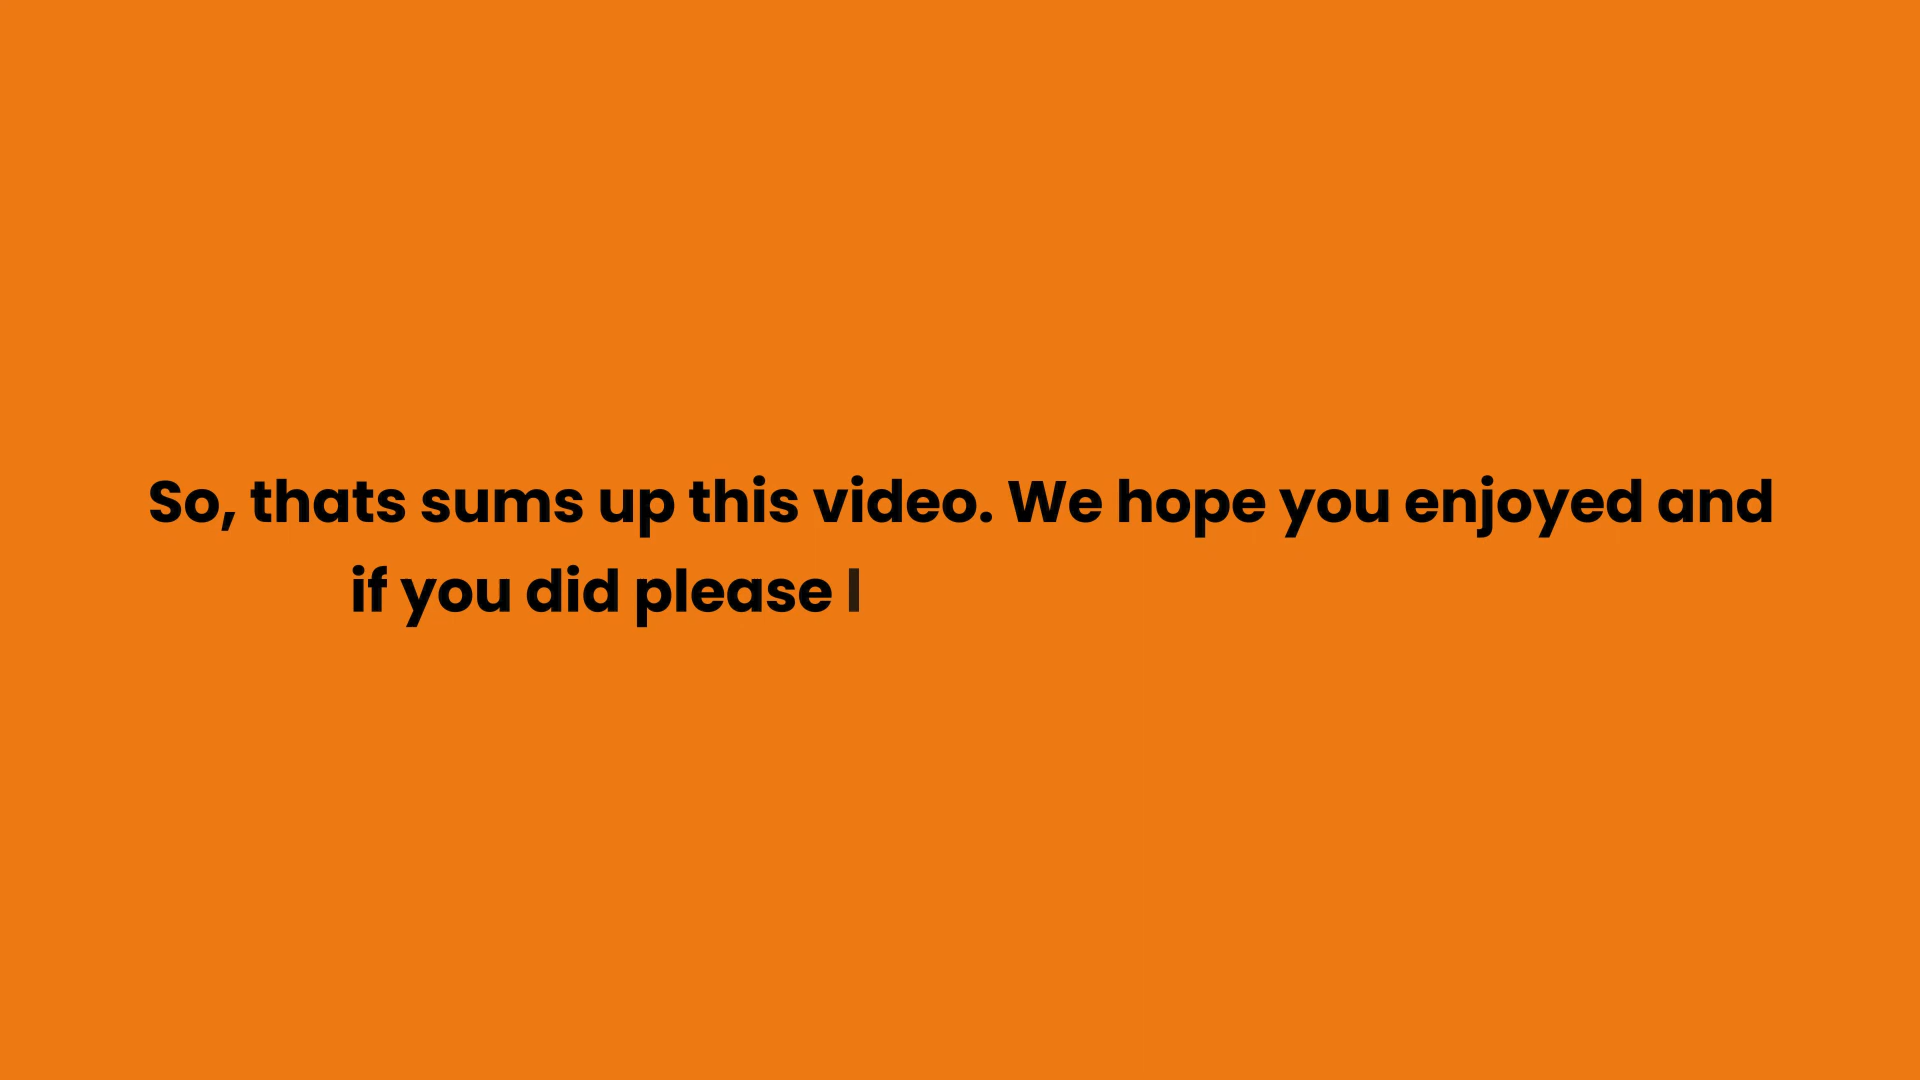 So, thats sums up this video. We hope you enjoyed and
if you did please l